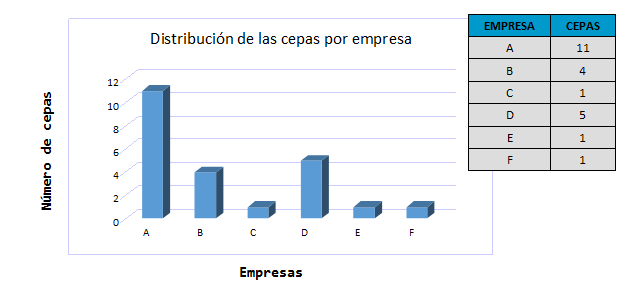 Distribución de las cepas por empresa
Número de cepas
12
10
8
6
4
2
0
A B C D E F
Empresas
EMPRESA CEPAS
A 11
B 4
C 1
D 5
E 1
F 1